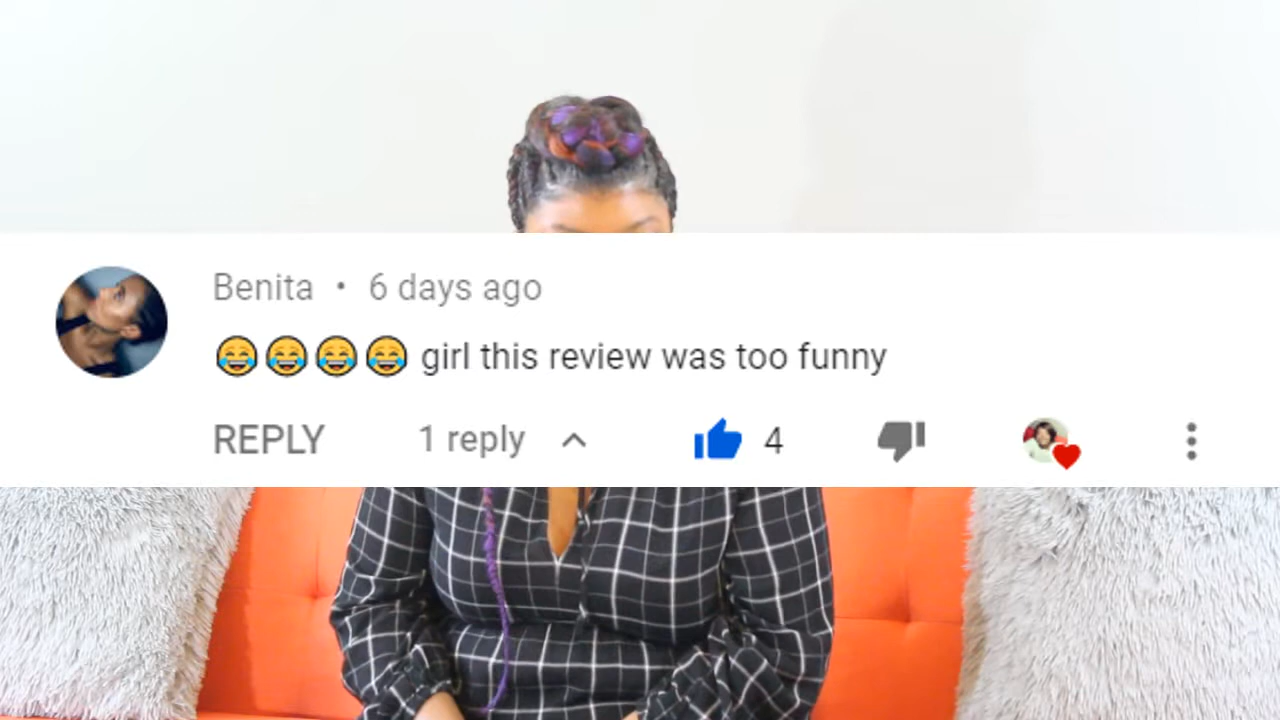 Benita • 6 days ago
😂😂😂😂 girl this review was too funny
REPLY 1 reply 4